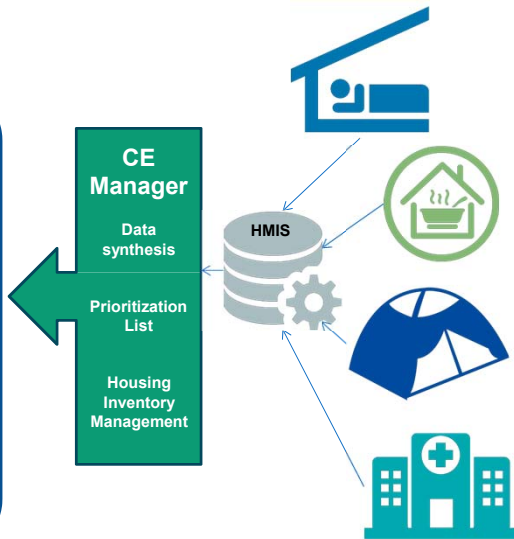 CE
Manager
Data
synthesis
Prioritization
List
Housing
Inventory
Management
HMIS